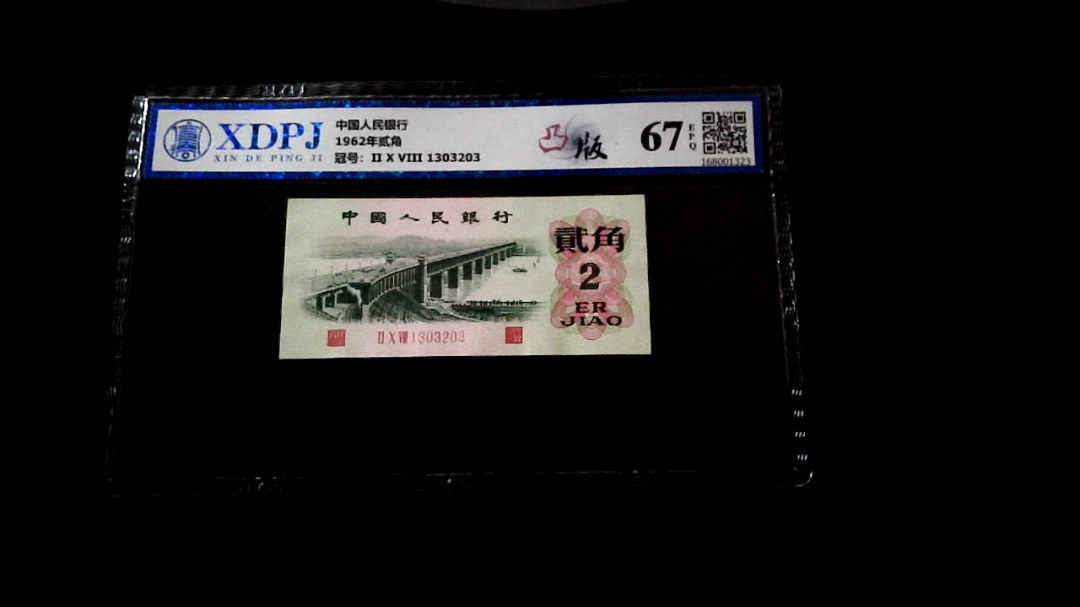 XDPJ
XIN DE PING JI
中国人民银行
1962年贰角
冠号: II X VIII 1303203
凸版
67
EPQ
168001323
中國人民銀行
貳角
2
ER
JIAO
II X VIII 1303203